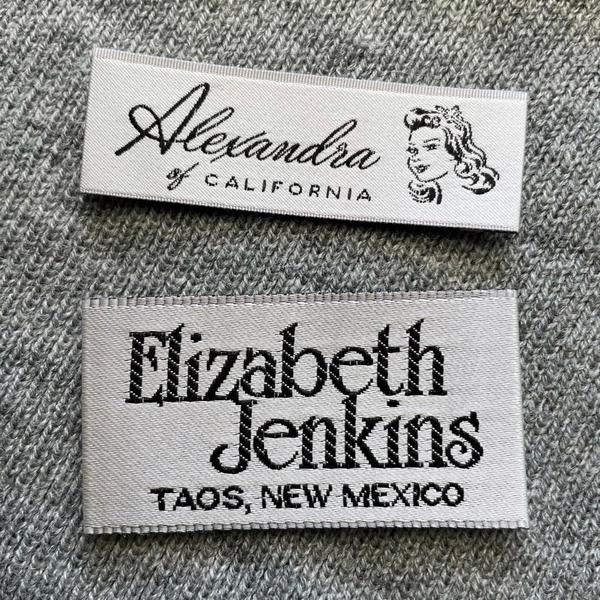 Alexandra
of CALIFORNIA
Elizabeth
Jenkins
TAOS, NEW MEXICO